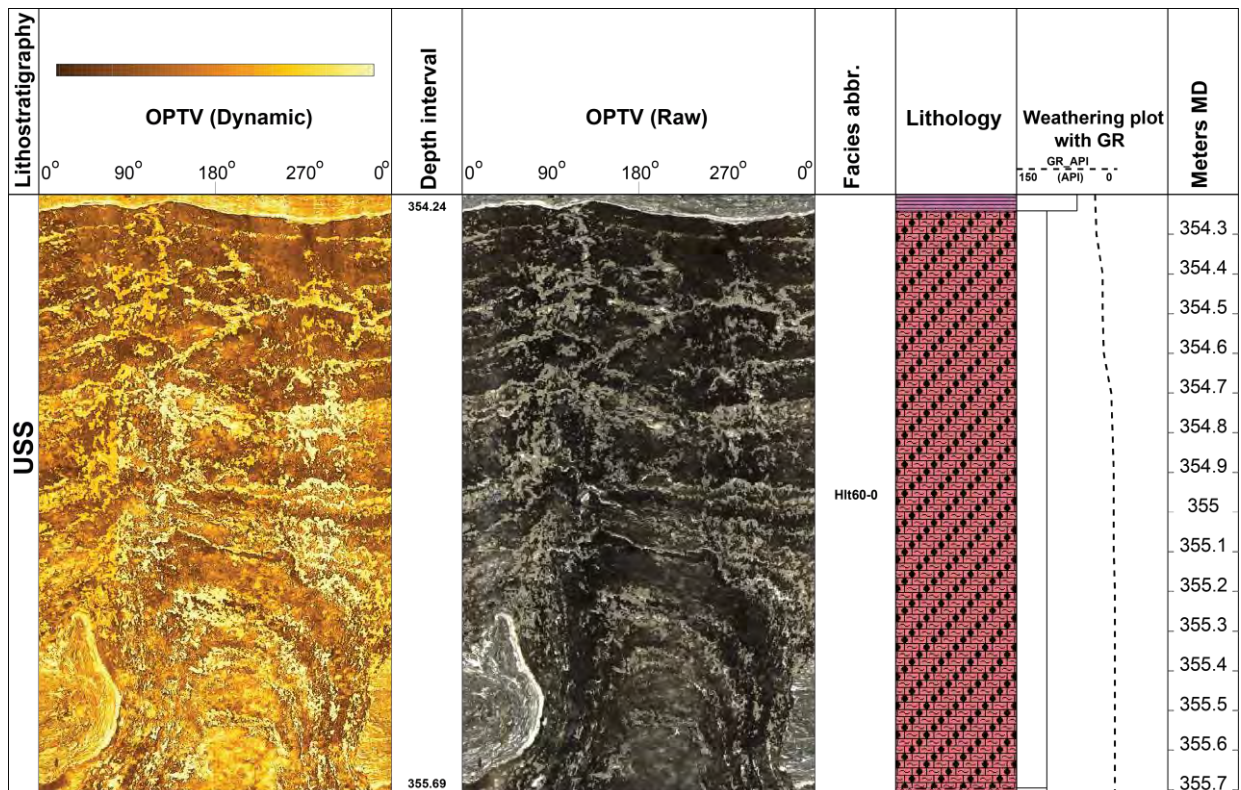 Lithostratigraphy
OPTV (Dynamic)
0° 90° 180° 270° 0°
Depth interval
OPTV (Raw)
0° 90° 180° 270° 0°
Facies abbr.
Lithology
Weathering plot
with GR
GR_API
150 (API) 0
Meters MD
USS
354.24
355.69
Hlt60-0
354.3
354.4
354.5
354.6
354.7
354.8
354.9
355
355.1
355.2
355.3
355.4
355.5
355.6
355.7